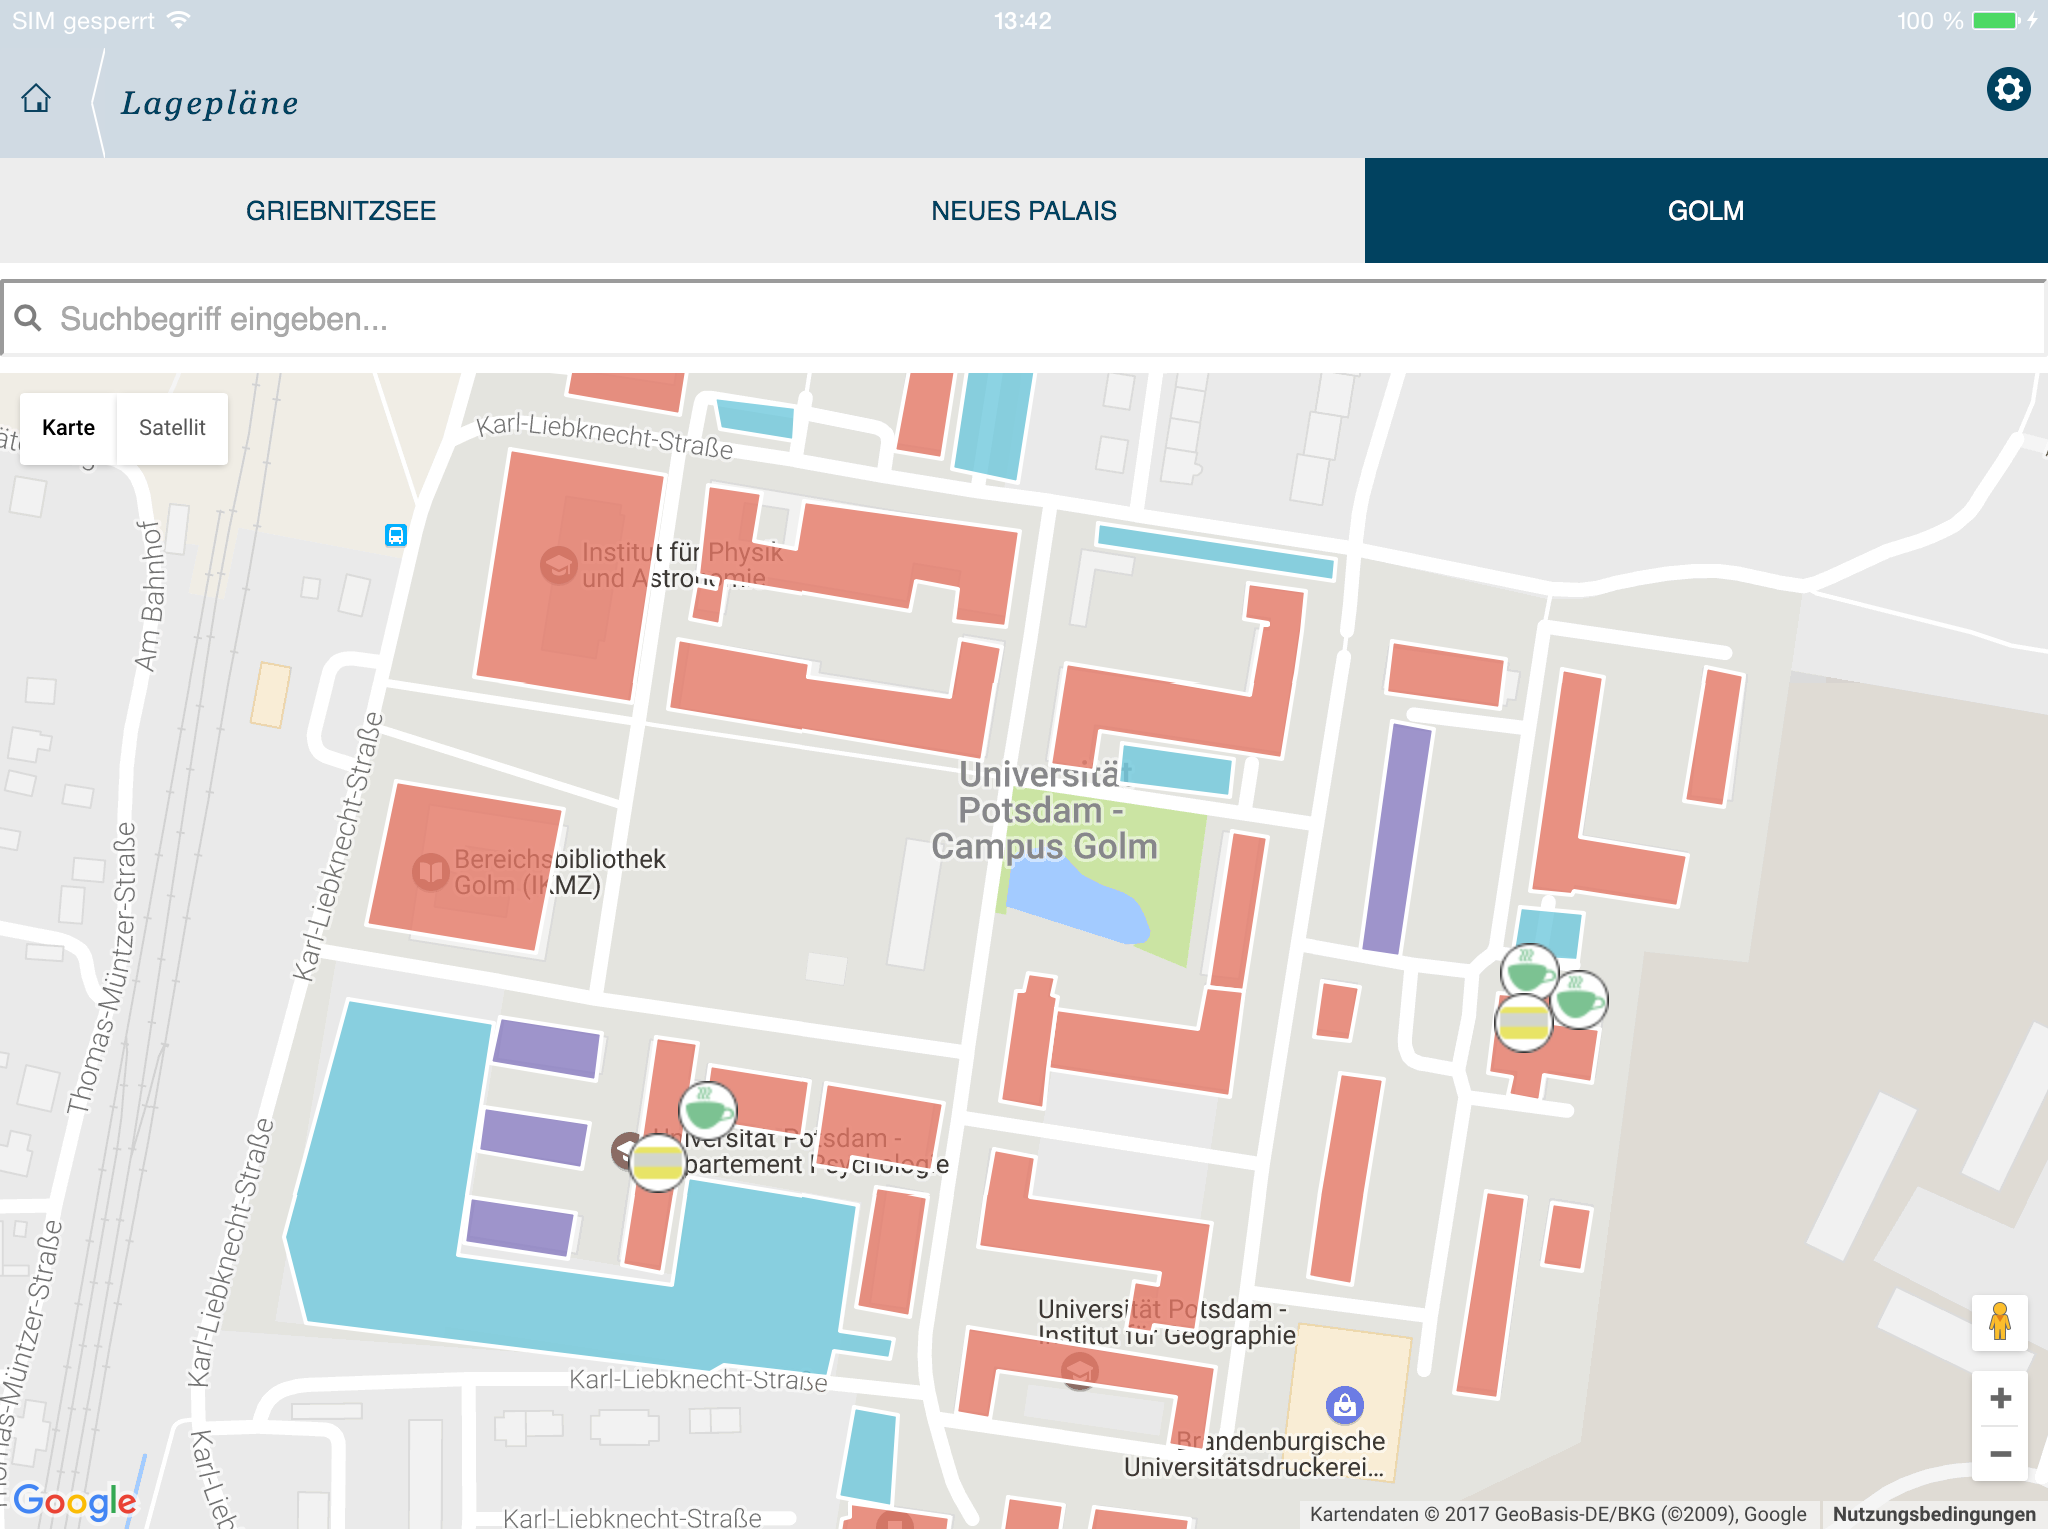 SIM gesperrt
13:42
100 %
Lagepläne
GRIEBNITZSEE
NEUES PALAIS
GOLM
Suchbegriff eingeben...
Karte
Satellit
Karl-Liebknecht-Straße
Am Bahnhof
Institut für Physik
und Astronomie
Karl-Liebknecht-Straße
Universität
Potsdam -
Campus Golm
Bereichsbibliothek
Golm (IKMZ)
Thomas-Müntzer-Straße
Karl-Liebknecht-Straße
Universität Potsdam -
partement Psychologie
Thomas-Müntzer-Straße
Universität Potsdam -
Institut für Geographie
Karl-Liebknecht-Straße
Brandenburgische
Universitätsdruckerei...
Karl-Lieb
Google
Karl-Liebknecht-Straße
Kartendaten © 2017 GeoBasis-DE/BKG (©2009), Google
Nutzungsbedingungen